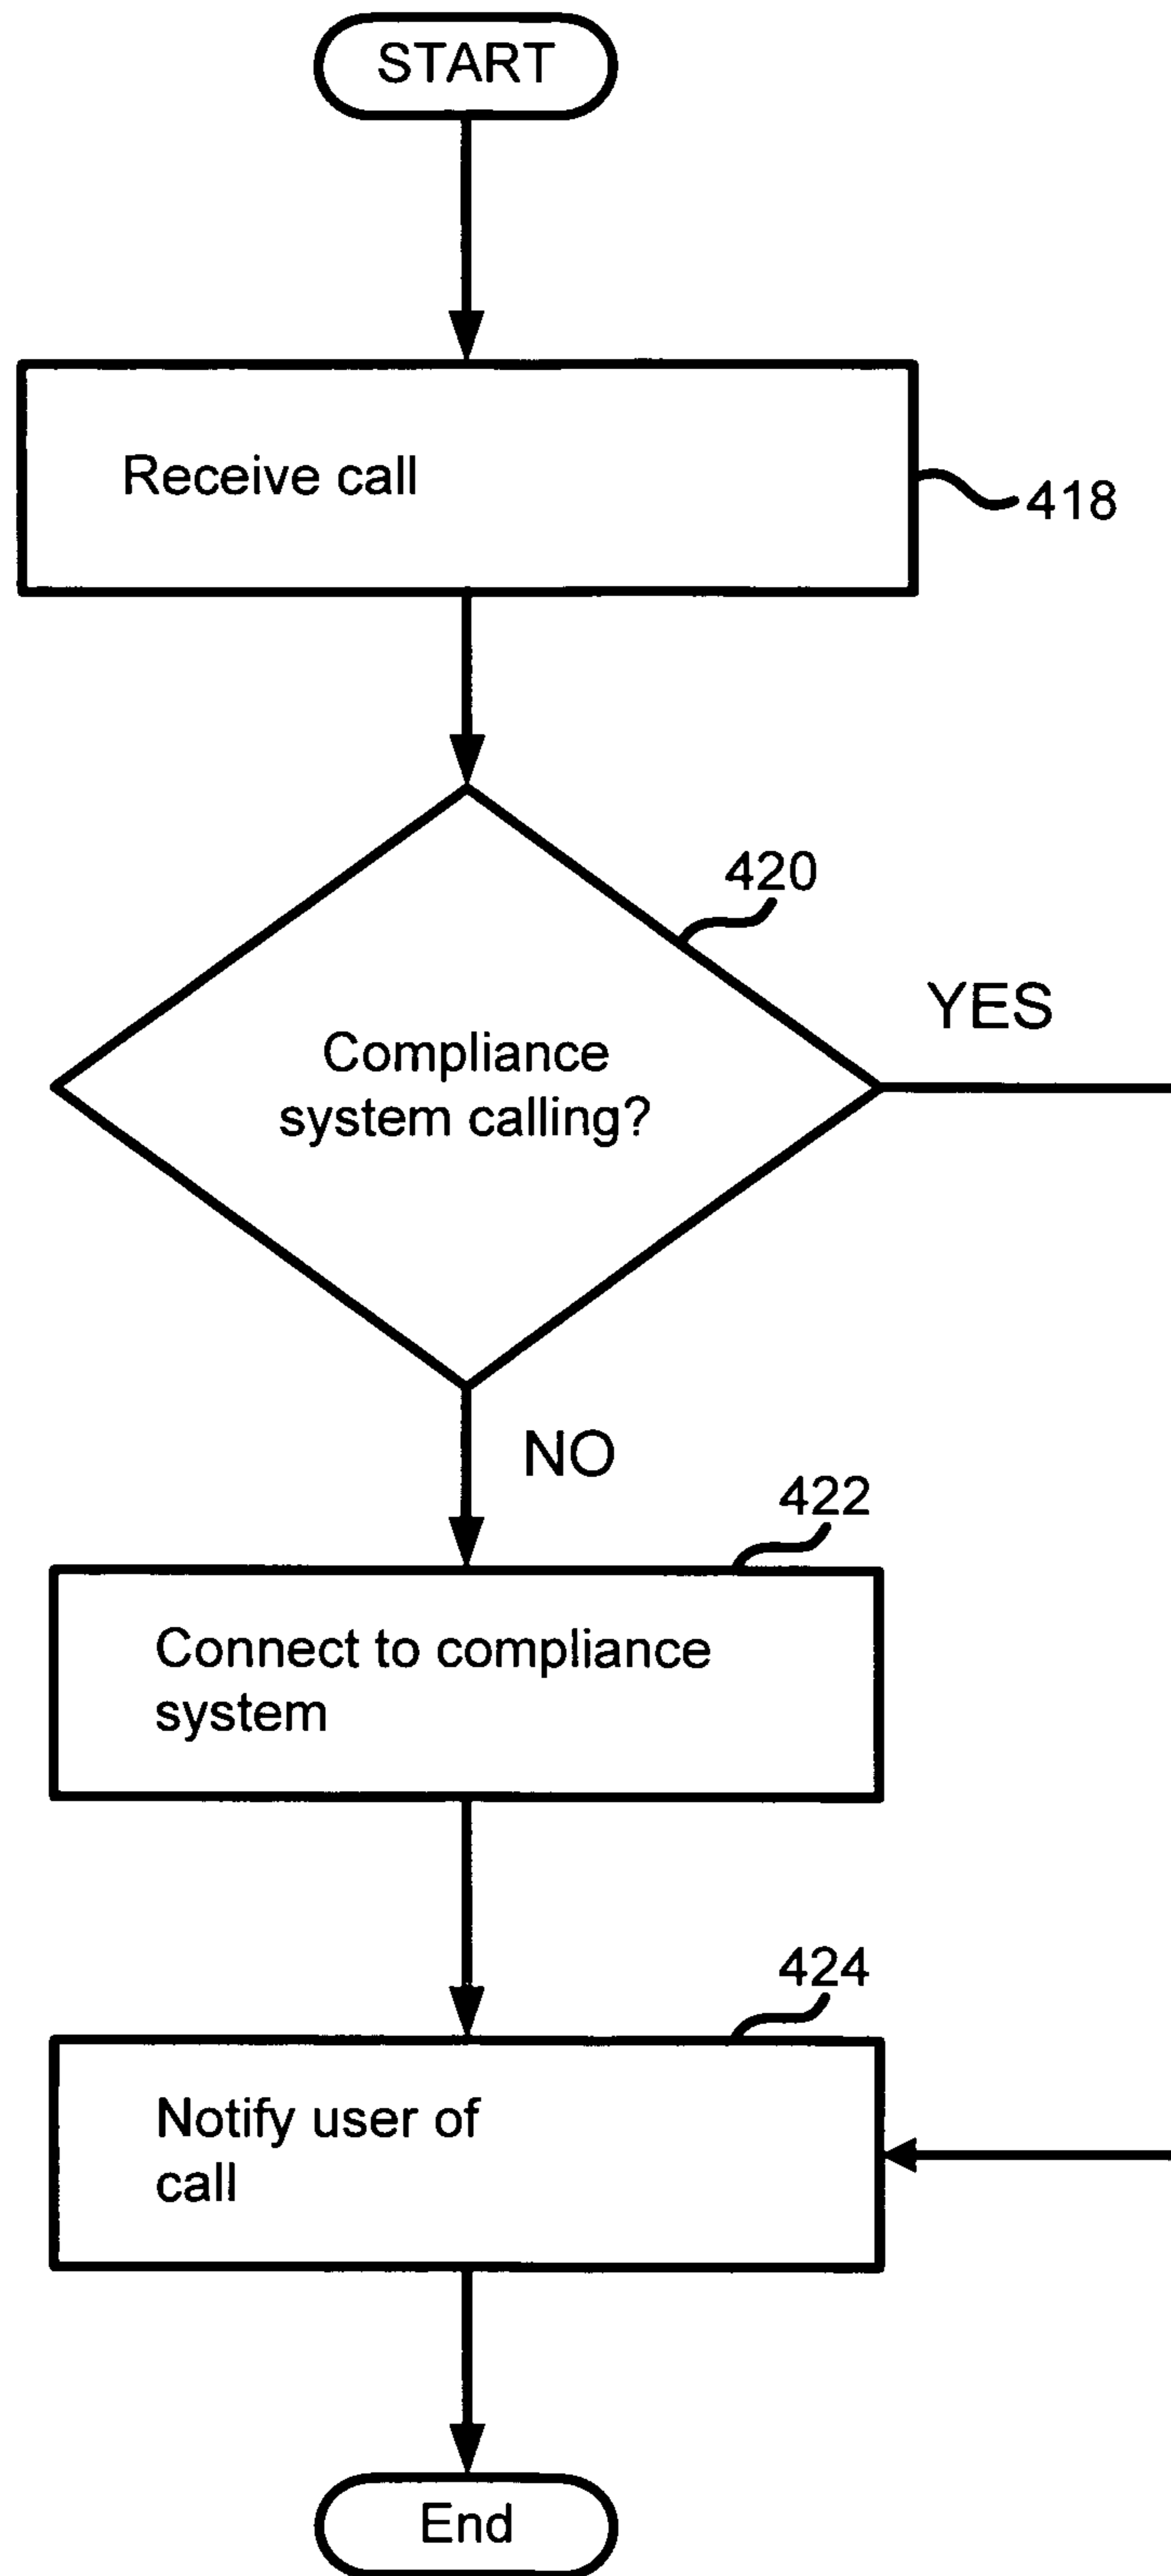 START
Receive call
418
420
YES
Compliance
system calling?
NO
422
Connect to compliance
system
424
Notify user of
call
End